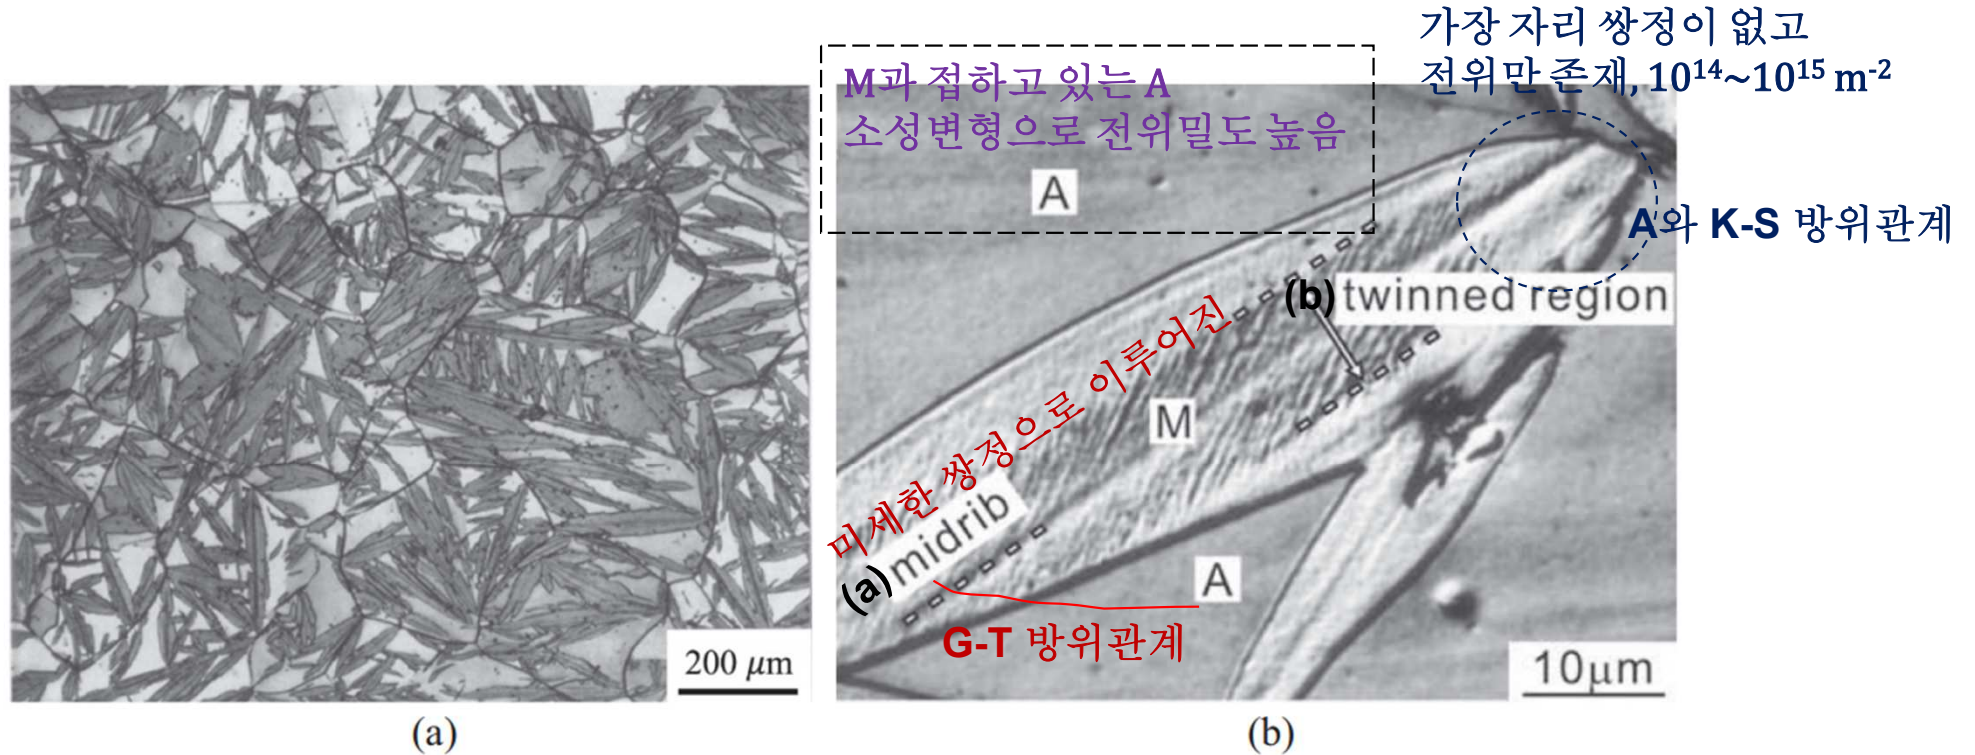 가장 자리 쌍정이 없고
전위만 존재, 10¹⁴~10¹⁵ m⁻²
M과 접하고 있는 A
소성변형으로 전위밀도 높음
A
A와 K-S 방위관계
(b) twinned region
미세한 쌍정으로 이루어진
M
(a) midrib
A
G-T 방위관계
200 μm
10μm
(a)
(b)